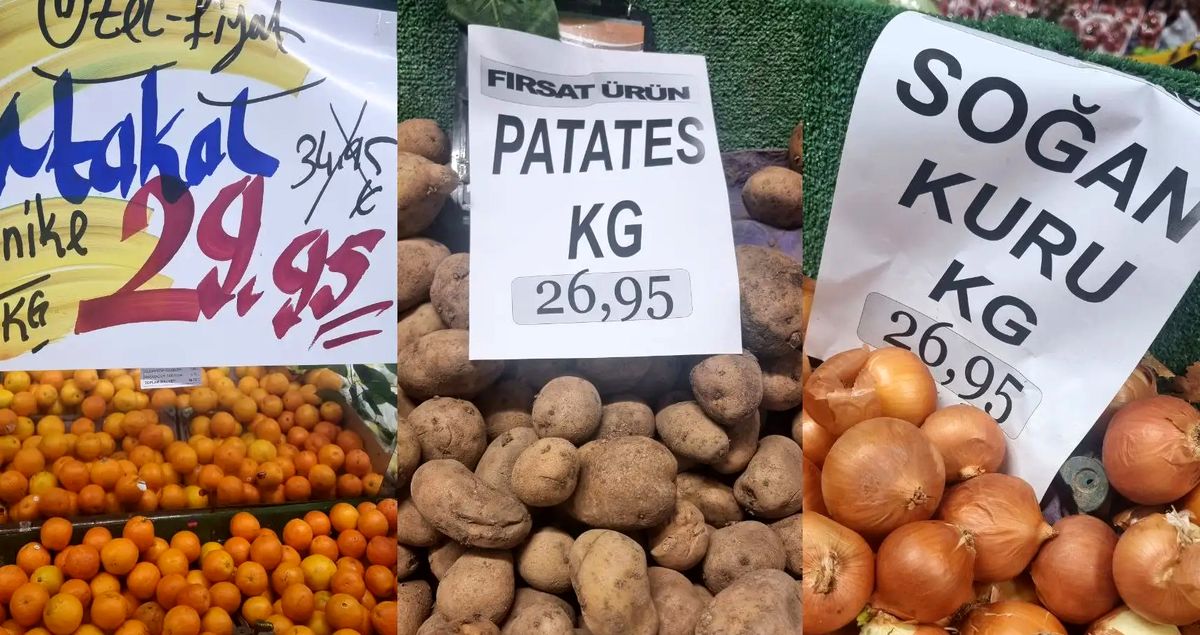 Özel-Fiyat
rtakal
34,95
nike
29,95
KG
FIRSAT ÜRÜN
PATATES
KG
26,95
SOĞAN
KURU
KG
26,95